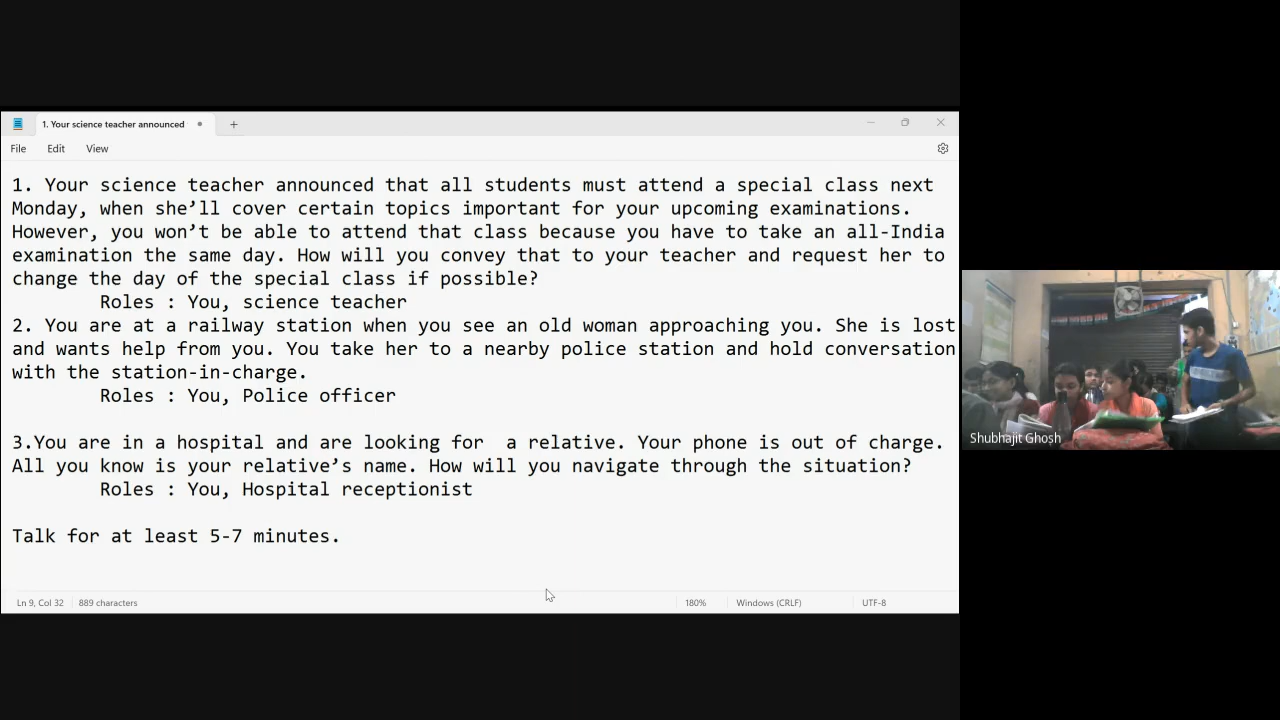 1. Your science teacher announced
File Edit View
1. Your science teacher announced that all students must attend a special class next
Monday, when she’ll cover certain topics important for your upcoming examinations.
However, you won’t be able to attend that class because you have to take an all-India
examination the same day. How will you convey that to your teacher and request her to
change the day of the special class if possible?
Roles : You, science teacher
2. You are at a railway station when you see an old woman approaching you. She is lost
and wants help from you. You take her to a nearby police station and hold conversation
with the station-in-charge.
Roles : You, Police officer
3.You are in a hospital and are looking for  a relative. Your phone is out of charge.
All you know is your relative’s name. How will you navigate through the situation?
Roles : You, Hospital receptionist
Talk for at least 5-7 minutes.
Ln 9, Col 32 889 characters 180% Windows (CRLF) UTF-8
Shubhajit Ghosh